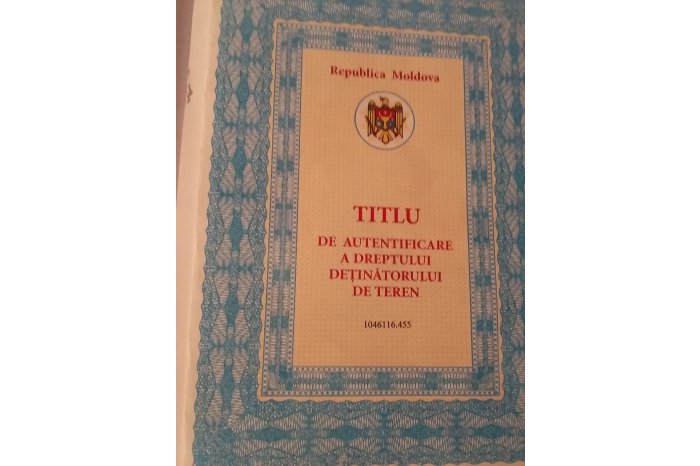 Republica Moldova
TITLU
DE AUTENTIFICARE
A DREPTULUI
DEȚINĂTORULUI
DE TEREN
1046116.455